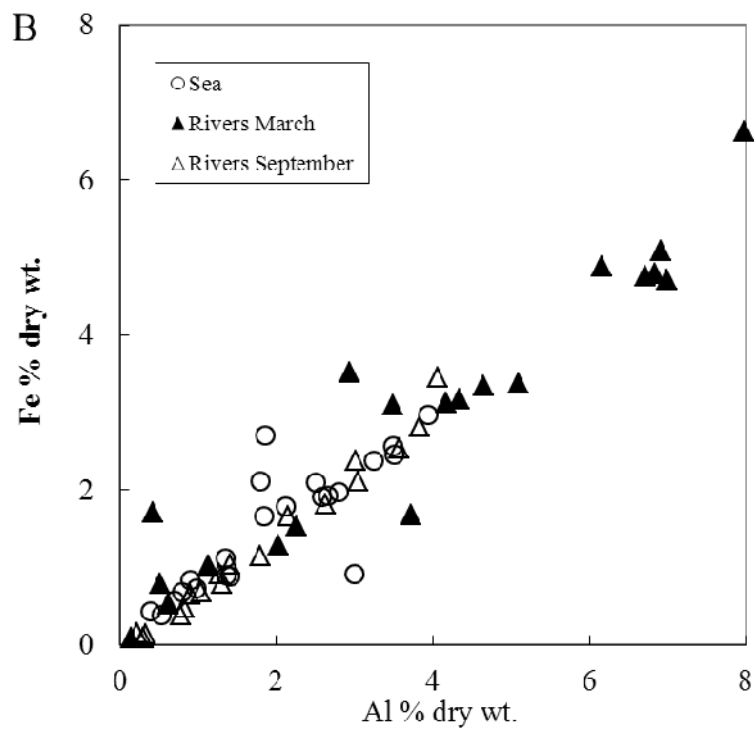 B
8
Sea
Rivers March
Rivers September
6
Fe % dry wt.
4
2
0
0 2 4 6 8
Al % dry wt.